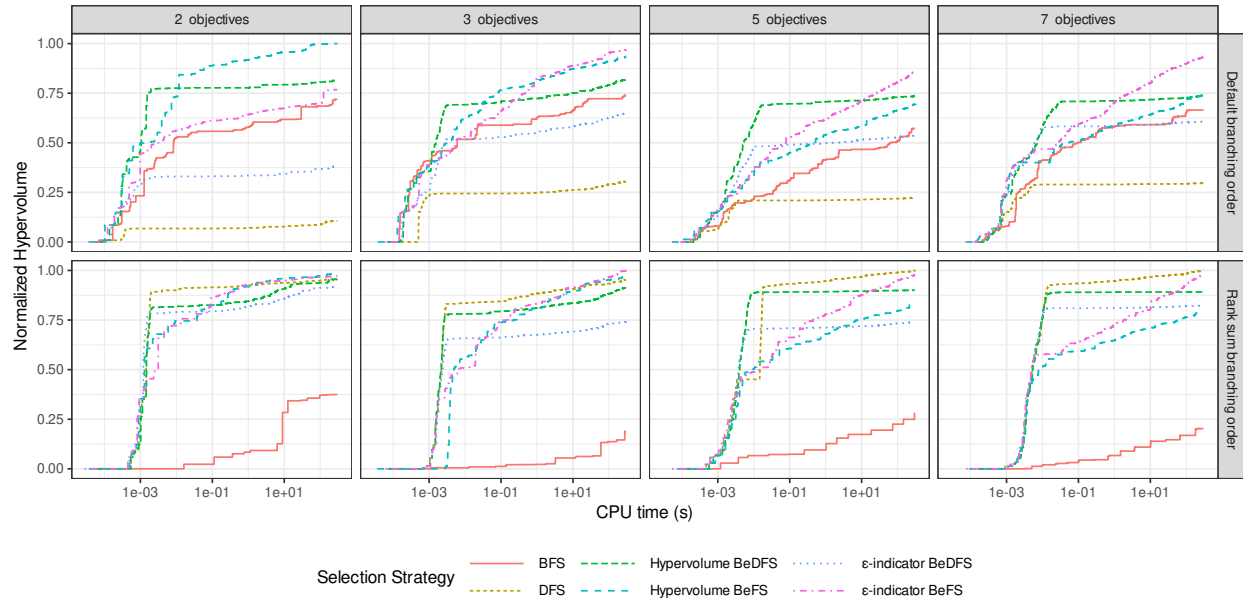 2 objectives 3 objectives 5 objectives 7 objectives
1.00
0.75
0.50
0.25
0.00
Default branching order
1.00
0.75
0.50
0.25
0.00
Rank sum branching order
Normalized Hypervolume
1e-03 1e-01 1e+01 1e-03 1e-01 1e+01 1e-03 1e-01 1e+01 1e-03 1e-01 1e+01
CPU time (s)
Selection Strategy
BFS Hypervolume BeDFS ε-indicator BeDFS
DFS Hypervolume BeFS ε-indicator BeFS